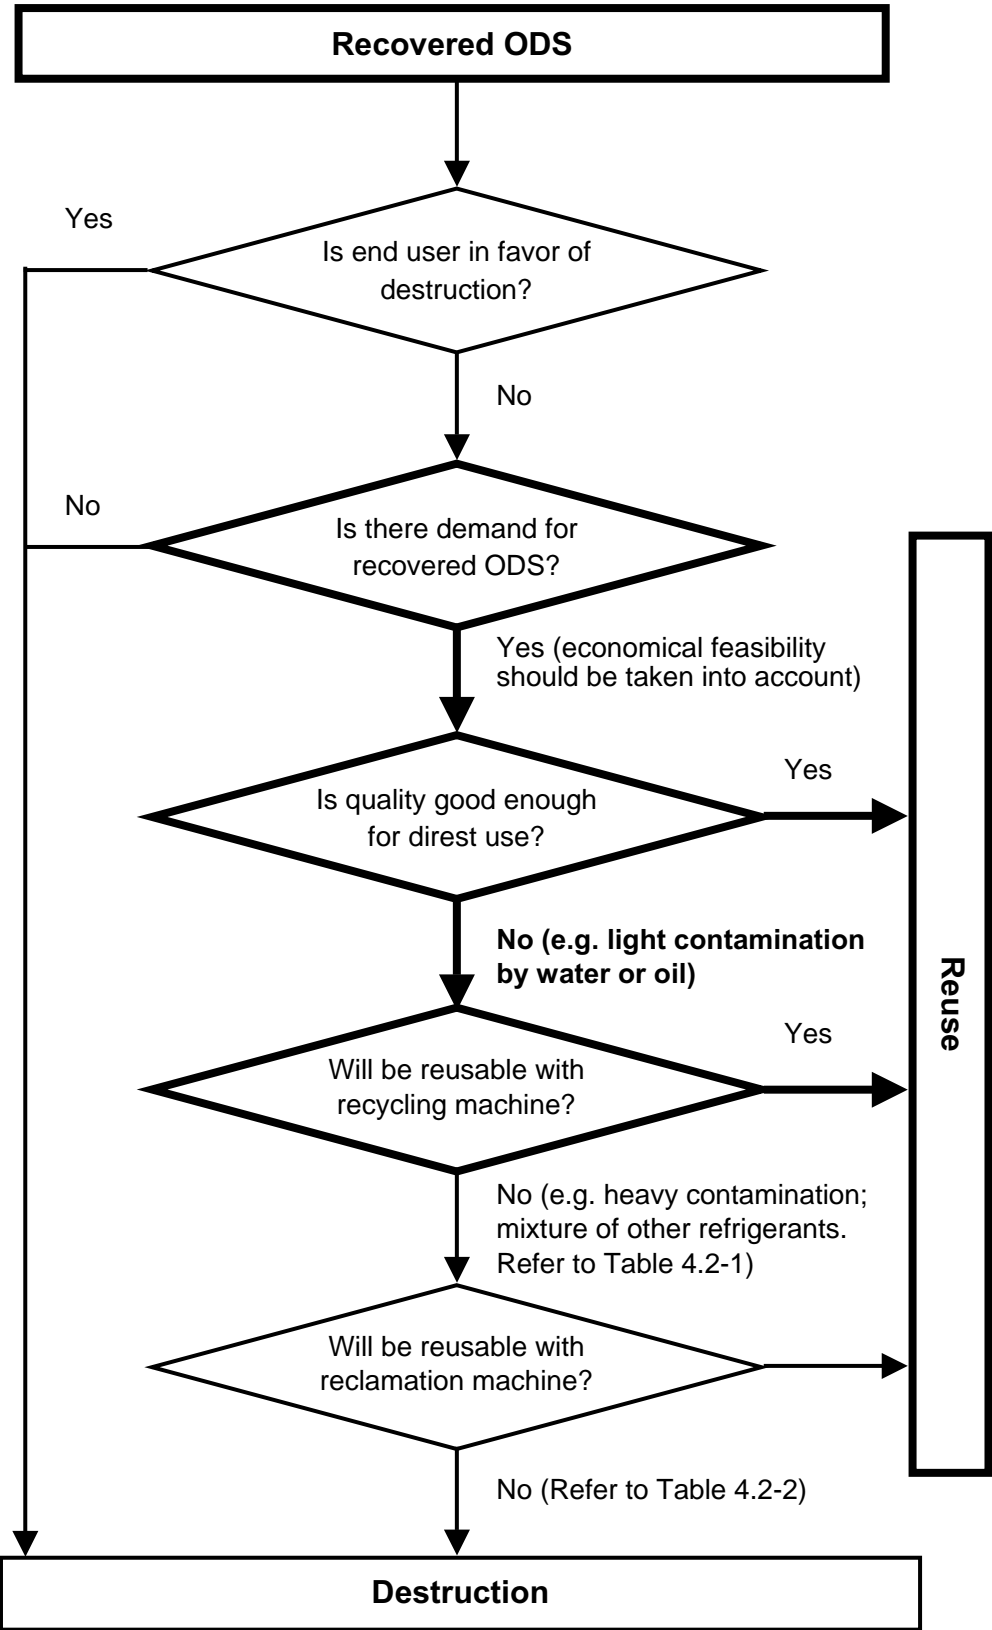 Recovered ODS
Yes
Is end user in favor of
destruction?
No
No
Is there demand for
recovered ODS?
Yes (economical feasibility
should be taken into account)
Yes
Is quality good enough
for direst use?
No (e.g. light contamination
by water or oil)
Reuse
Yes
Will be reusable with
recycling machine?
No (e.g. heavy contamination;
mixture of other refrigerants.
Refer to Table 4.2-1)
Will be reusable with
reclamation machine?
No (Refer to Table 4.2-2)
Destruction